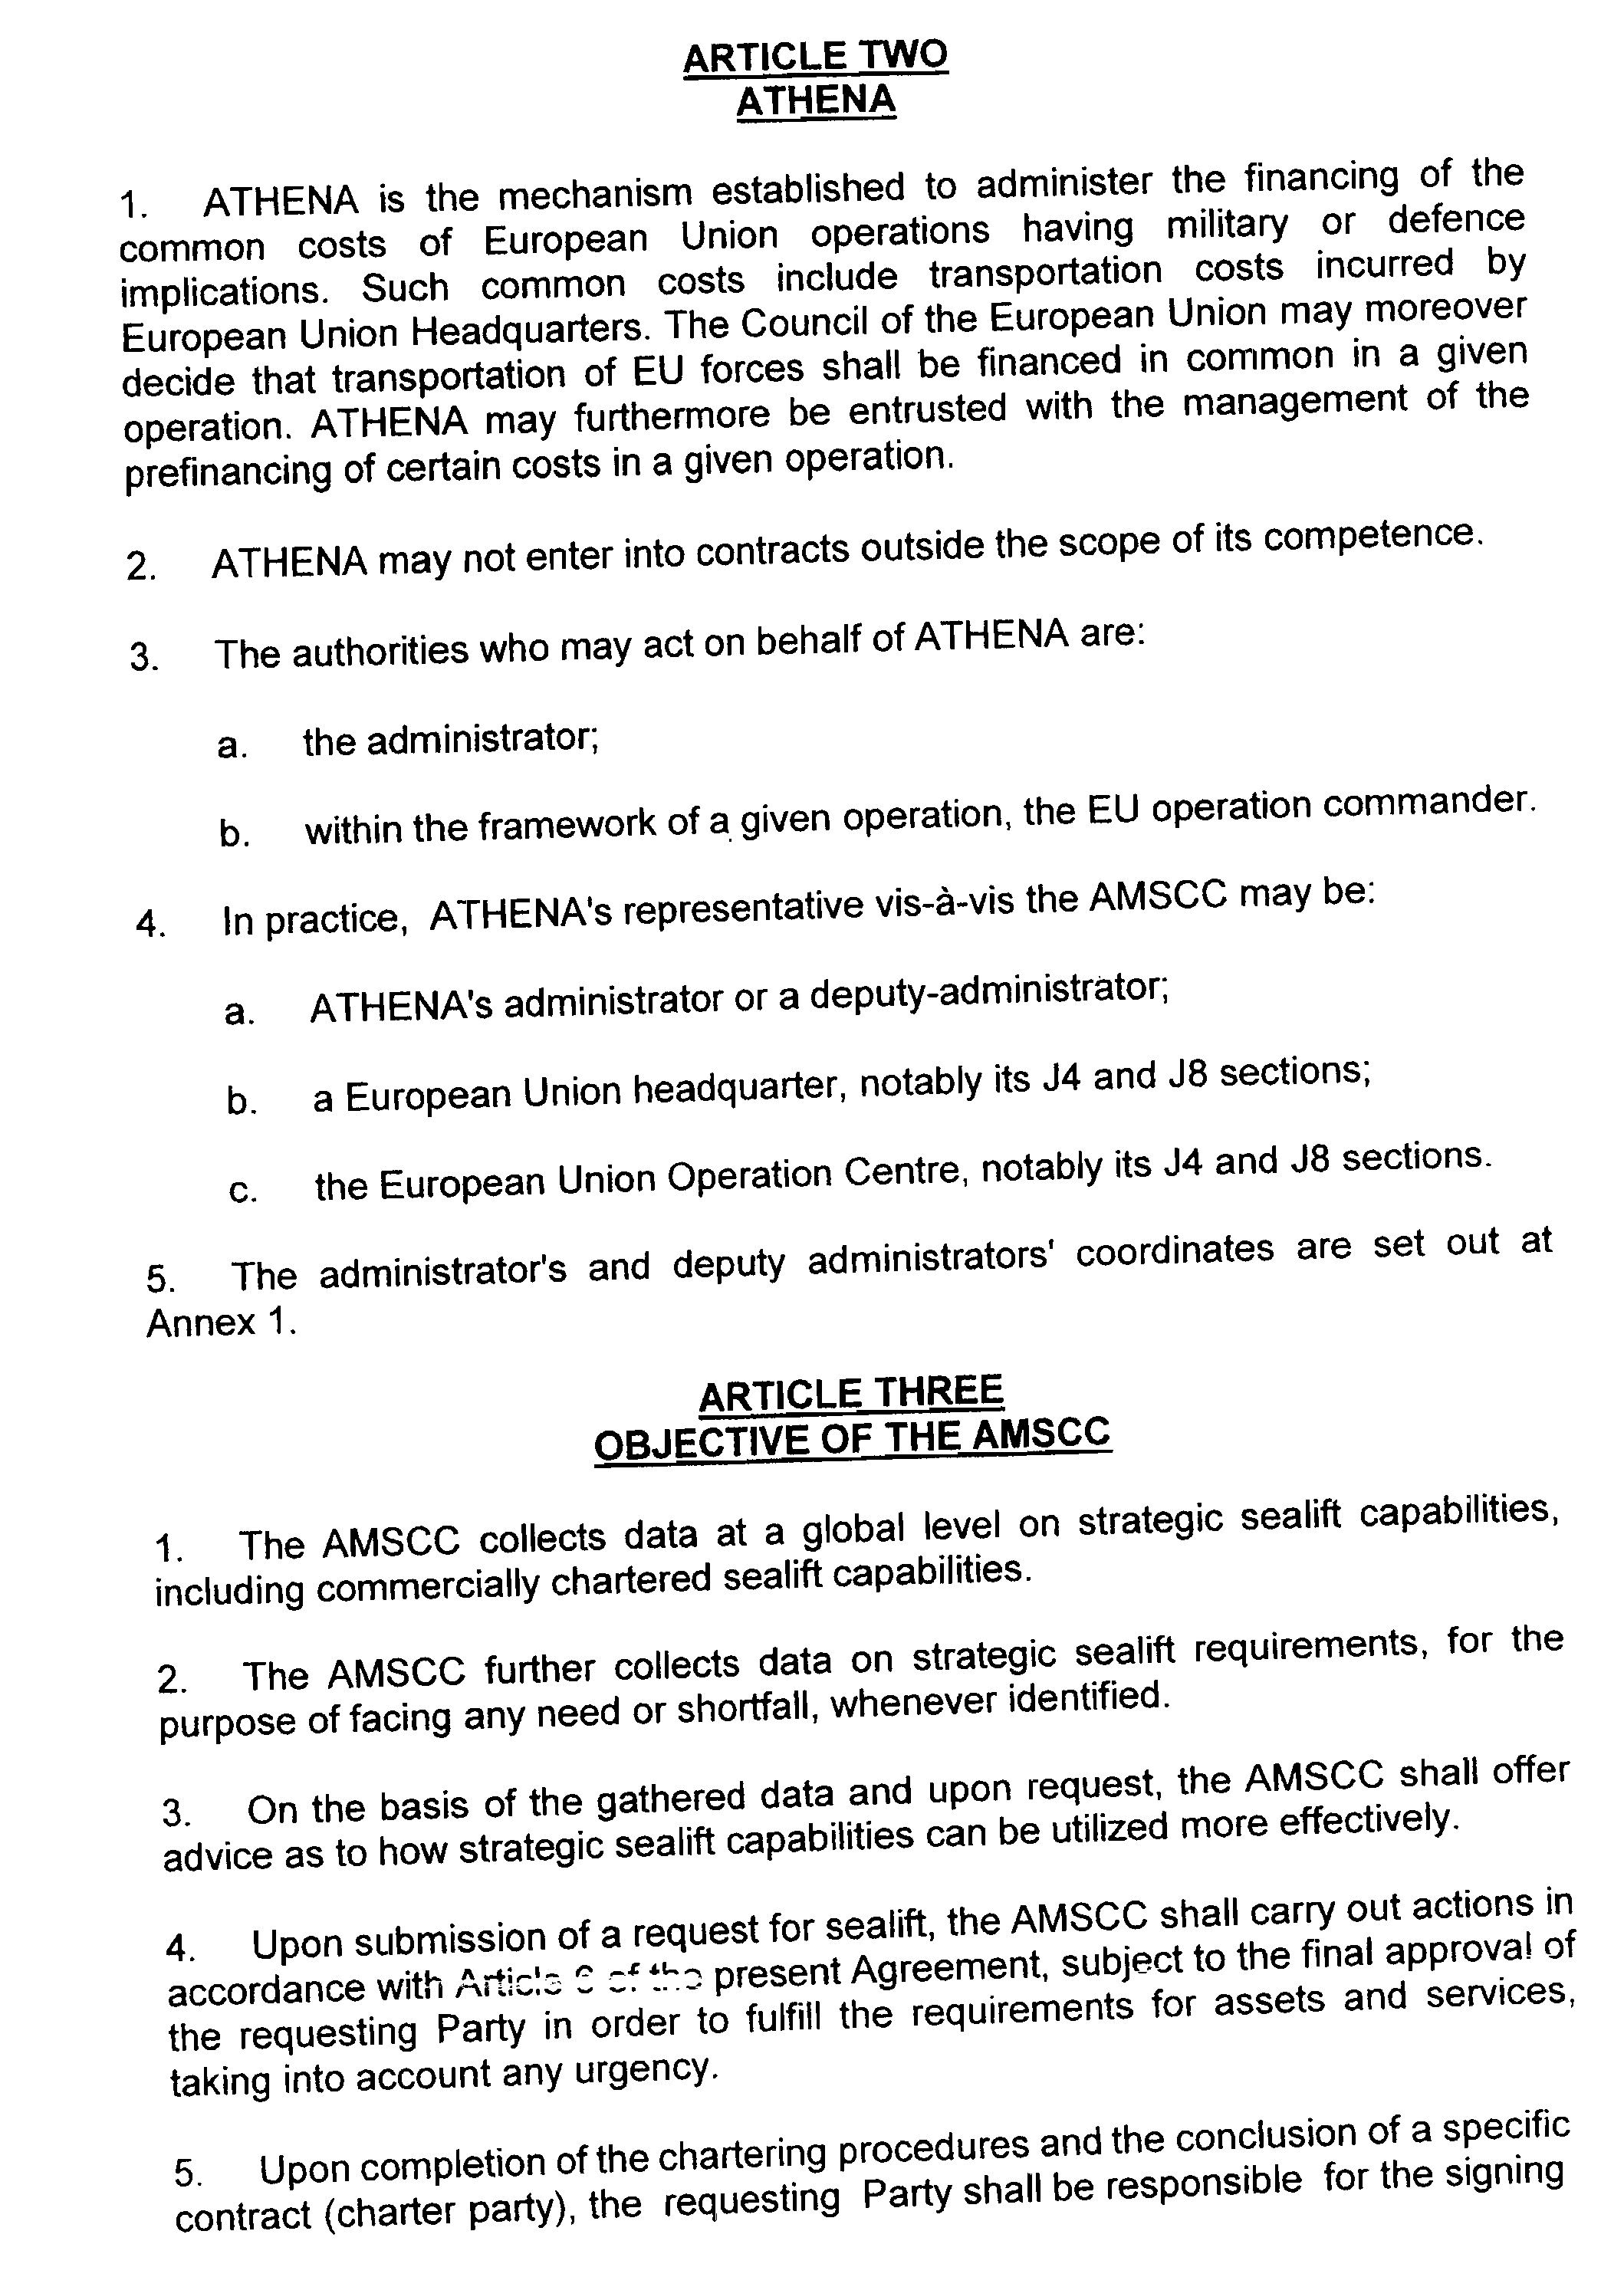 ARTICLE TWO
ATHENA
1. ATHENA is the mechanism established to administer the financing of the
common costs of European Union operations having military or defence
implications. Such common costs include transportation costs incurred by
European Union Headquarters. The Council of the European Union may moreover
decide that transportation of EU forces shall be financed in common in a given
operation. ATHENA may furthermore be entrusted with the management of the
prefinancing of certain costs in a given operation.
2. ATHENA may not enter into contracts outside the scope of its competence.
3. The authorities who may act on behalf of ATHENA are:
a. the administrator;
b. within the framework of a given operation, the EU operation commander.
4. In practice, ATHENA's representative vis-à-vis the AMSCC may be:
a. ATHENA's administrator or a deputy-administrator;
b. a European Union headquarter, notably its J4 and J8 sections;
c. the European Union Operation Centre, notably its J4 and J8 sections.
5. The administrator's and deputy administrators' coordinates are set out at
Annex 1.
ARTICLE THREE
OBJECTIVE OF THE AMSCC
1. The AMSCC collects data at a global level on strategic sealift capabilities,
including commercially chartered sealift capabilities.
2. The AMSCC further collects data on strategic sealift requirements, for the
purpose of facing any need or shortfall, whenever identified.
3. On the basis of the gathered data and upon request, the AMSCC shall offer
advice as to how strategic sealift capabilities can be utilized more effectively.
4. Upon submission of a request for sealift, the AMSCC shall carry out actions in
accordance with Article of the present Agreement, subject to the final approval of
the requesting Party in order to fulfill the requirements for assets and services,
taking into account any urgency.
5. Upon completion of the chartering procedures and the conclusion of a specific
contract (charter party), the requesting Party shall be responsible for the signing